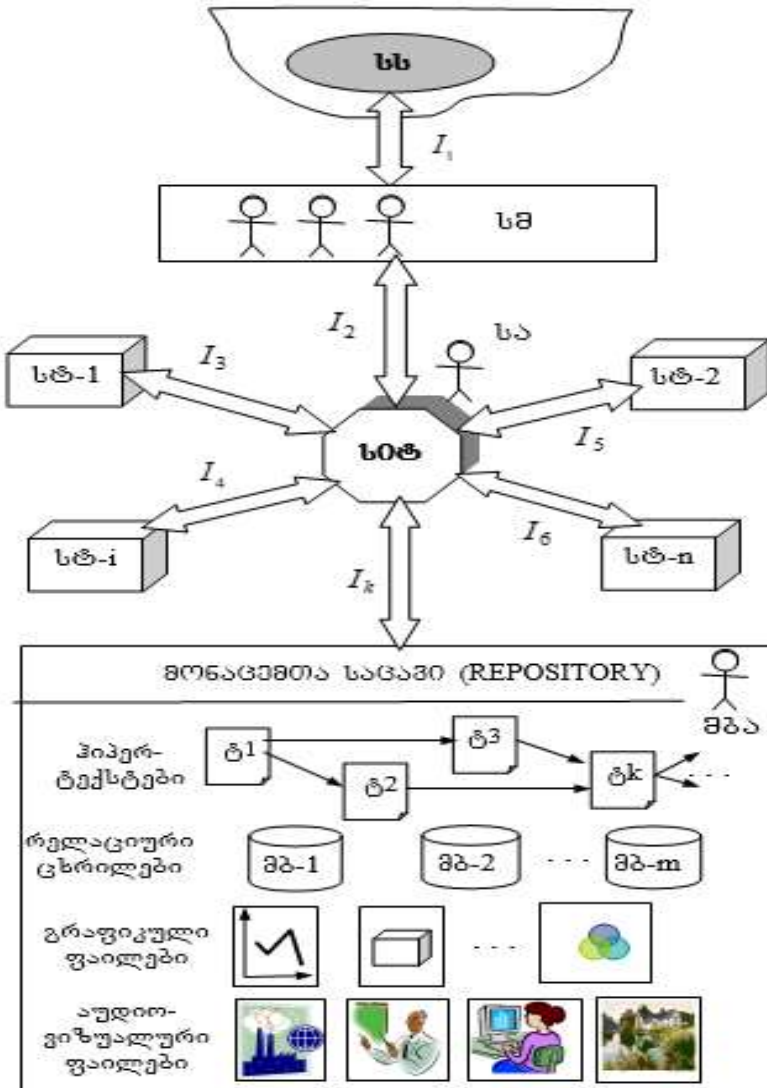 სს
I₁
სმ
I₂
სა
სტ-1
I₃
სტ-2
სОტ
I₅
I₄
სტ-i
I₆
სტ-n
Iₖ
მონაცემთა საცავი (REPOSITORY)
მბა
ჰიპერ-
ტექსტები
ტ1
ტ2
ტ3
ტk
. . .
რელაციური
ცხრილები
მბ-1
მბ-2
. . .
მბ-m
გრაფიკული
ფაილები
. . .
აუდიო-
ვიზუალური
ფაილები